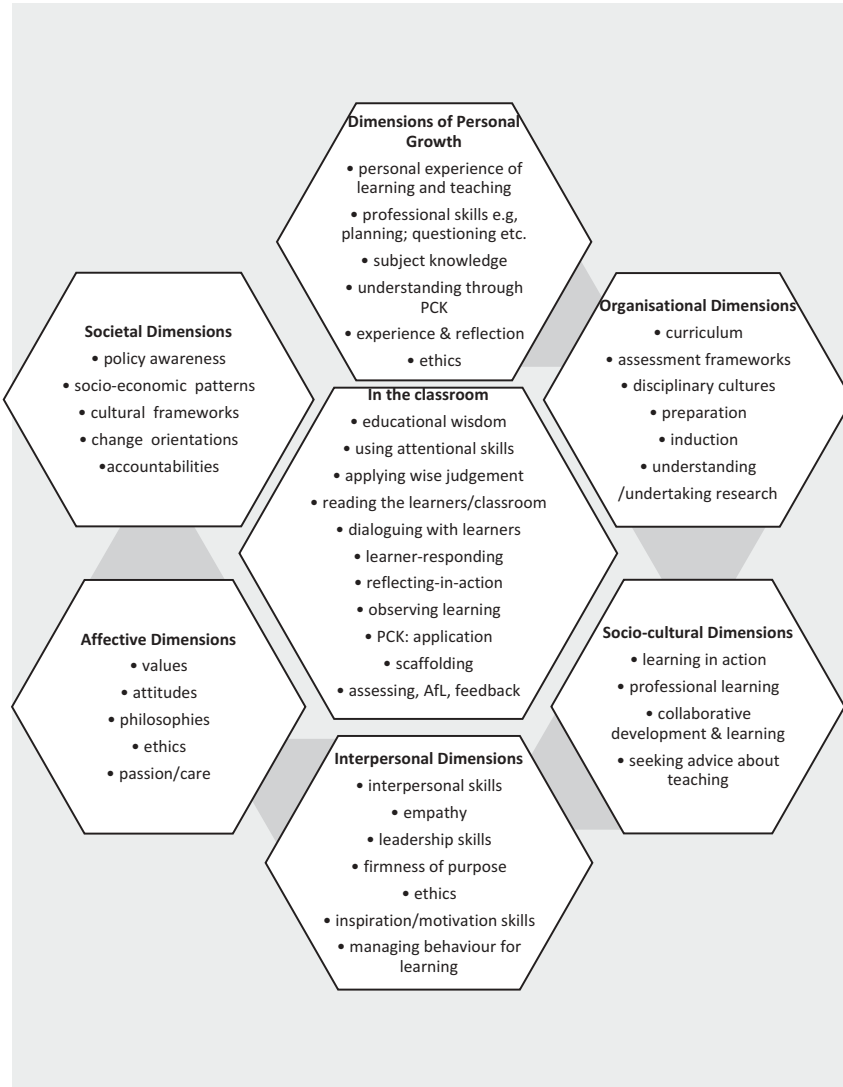 Dimensions of Personal
Growth
• personal experience of
learning and teaching
• professional skills e.g,
planning; questioning etc.
• subject knowledge
• understanding through
PCK
• experience & reflection
• ethics
Societal Dimensions
• policy awareness
• socio-economic patterns
• cultural frameworks
• change orientations
•accountabilities
Organisational Dimensions
• curriculum
• assessment frameworks
• disciplinary cultures
• preparation
• induction
• understanding
/undertaking research
In the classroom
• educational wisdom
• using attentional skills
• applying wise judgement
• reading the learners/classroom
• dialoguing with learners
• learner-responding
• reflecting-in-action
• observing learning
• PCK: application
• scaffolding
• assessing, AfL, feedback
Affective Dimensions
• values
• attitudes
• philosophies
• ethics
• passion/care
Socio-cultural Dimensions
• learning in action
• professional learning
• collaborative
development & learning
• seeking advice about
teaching
Interpersonal Dimensions
• interpersonal skills
• empathy
• leadership skills
• firmness of purpose
• ethics
• inspiration/motivation skills
• managing behaviour for
learning